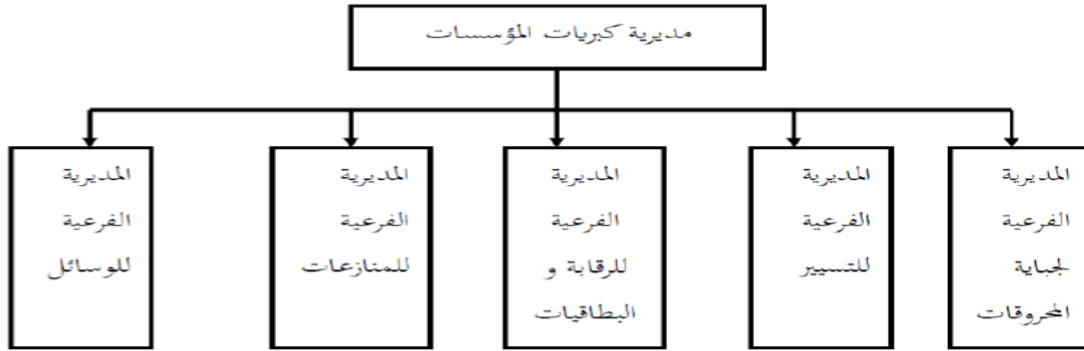 مديرية كبريات المؤسسات
المديرية
الفرعية
لجباية
المحروقات
المديرية
الفرعية
للتسيير
المديرية
الفرعية
للرقابة و
البطاقيات
المديرية
الفرعية
للمنازعات
المديرية
الفرعية
للوسائل